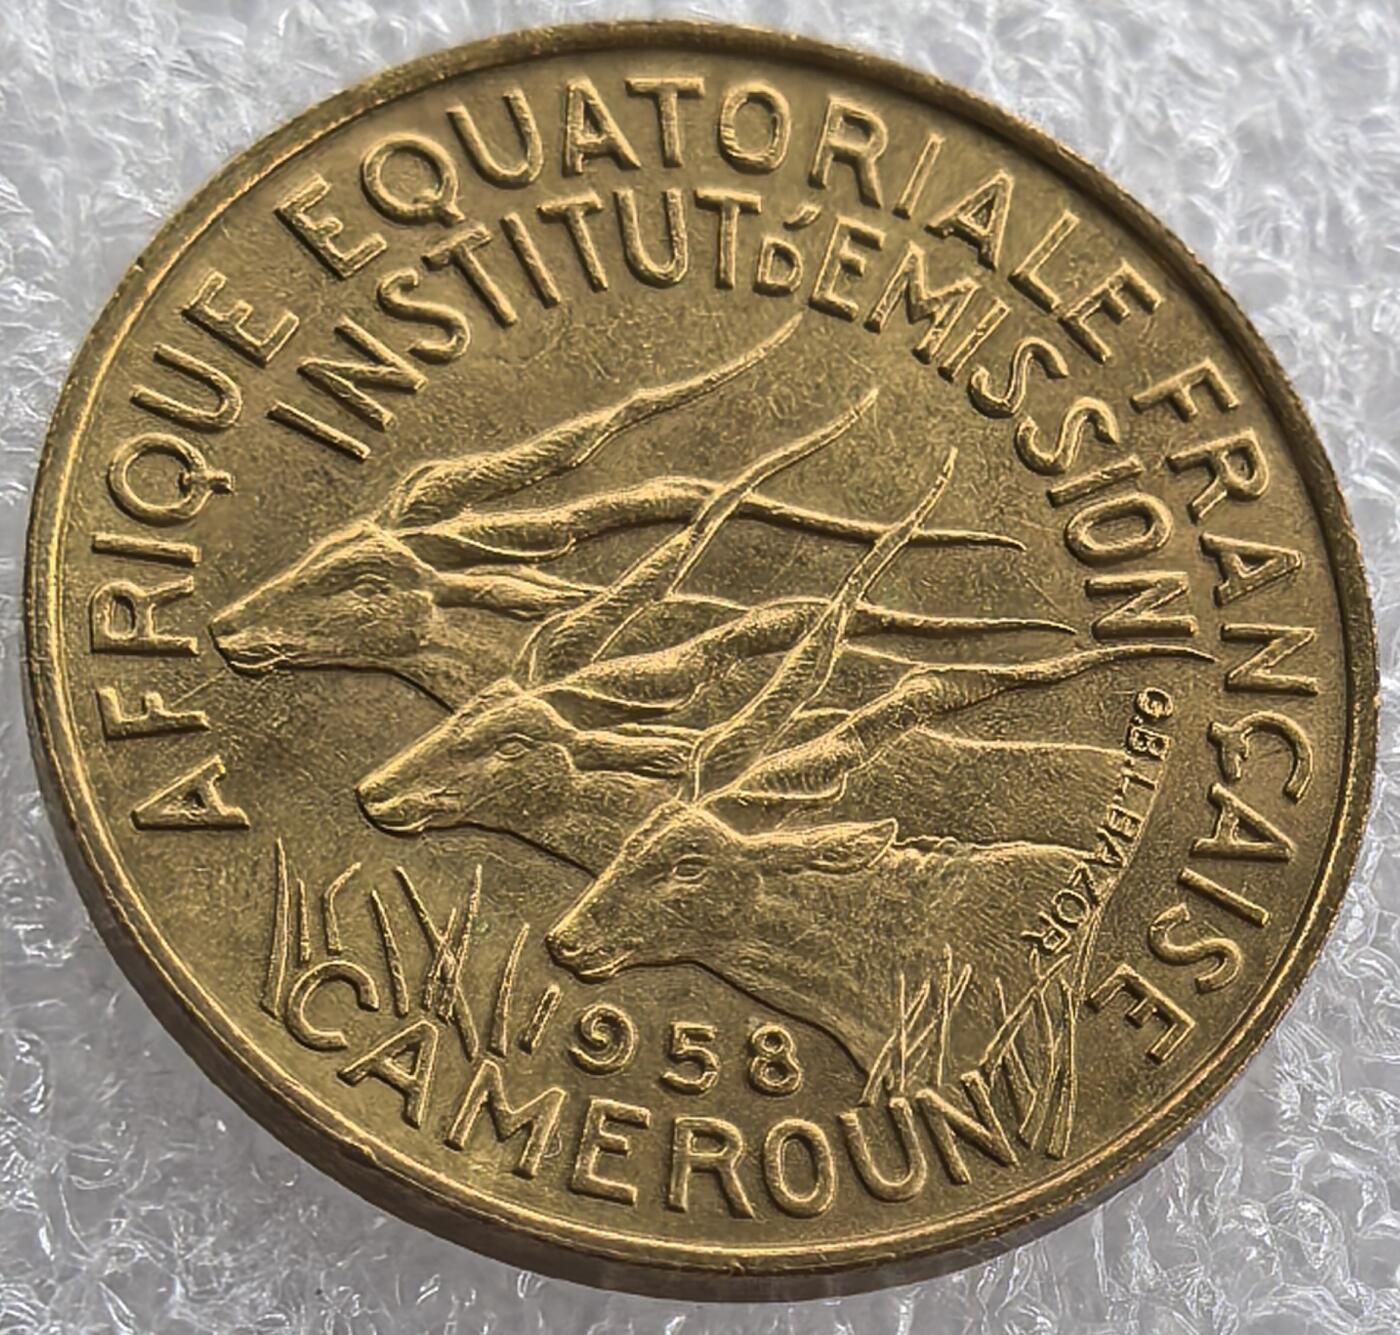 AFRIQUE EQUATORIALE FRANÇAISE
INSTITUT D'ÉMISSION
G.B.L.BAZOR
1958
CAMEROUN